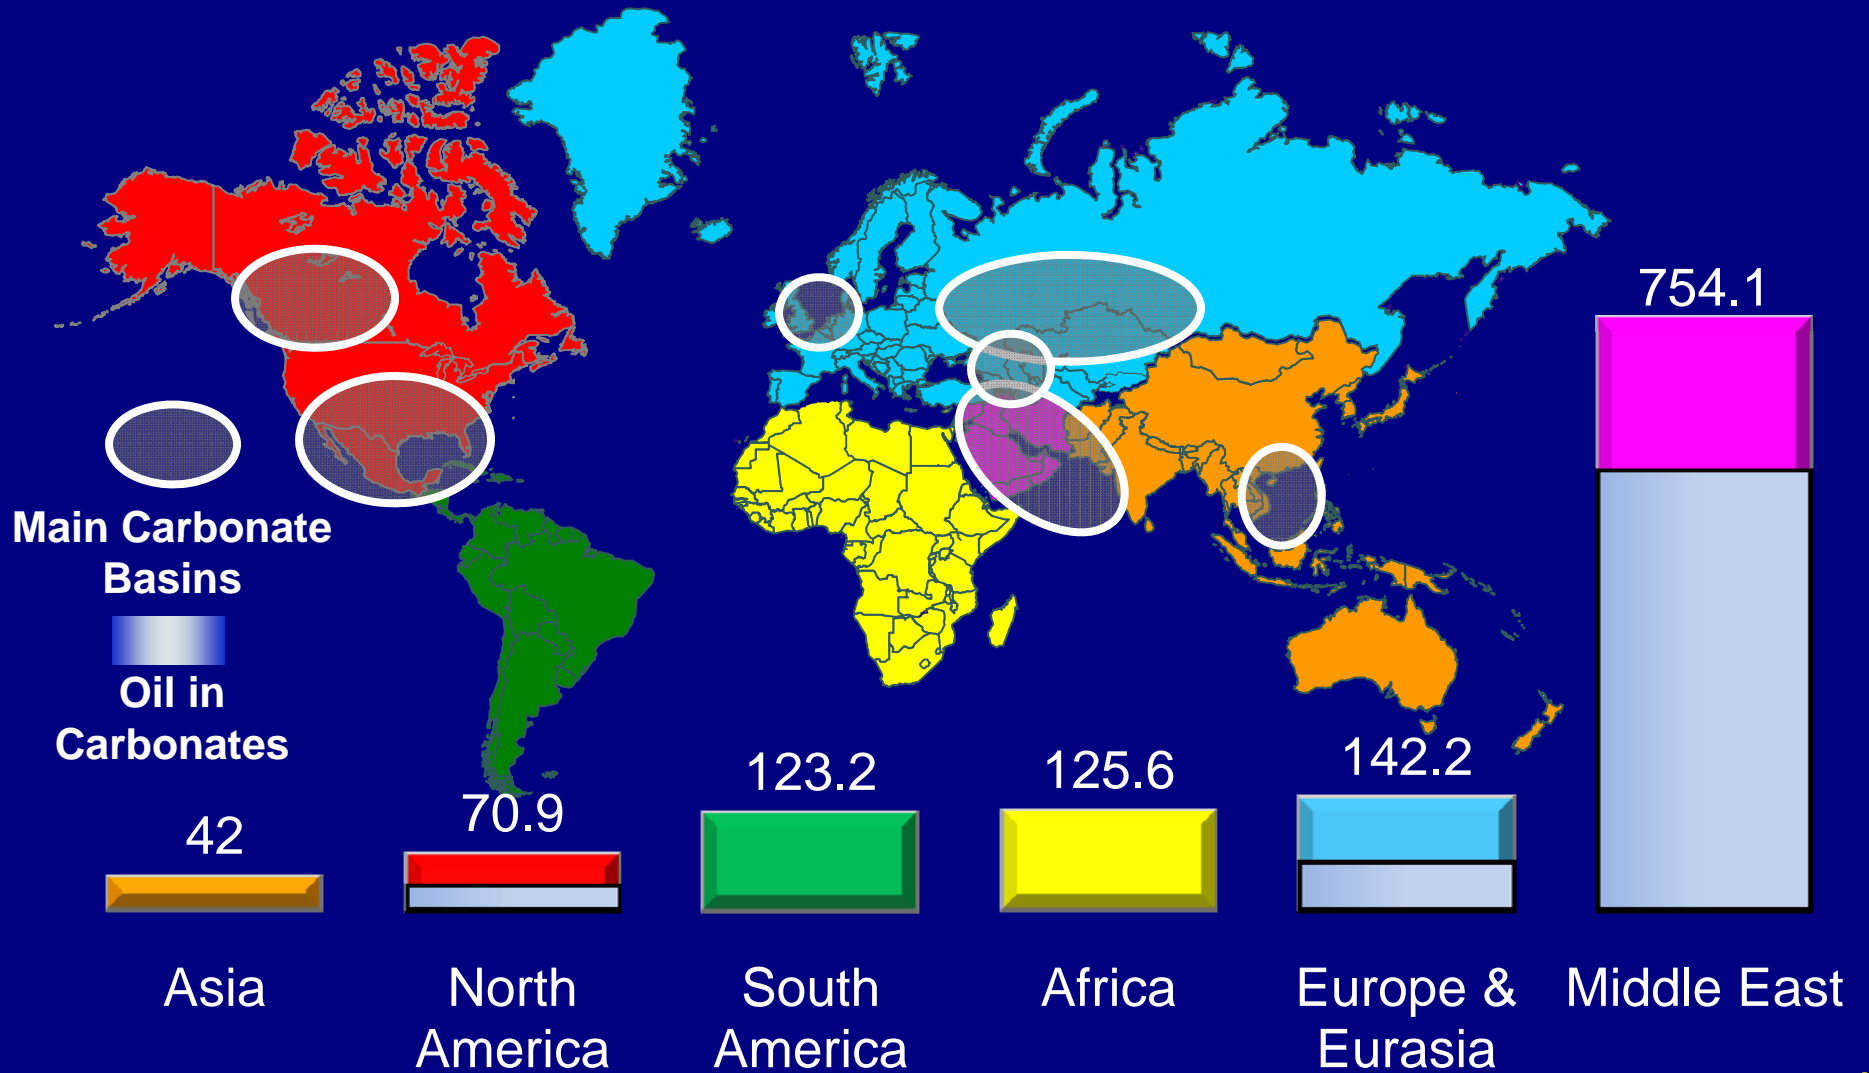 754.1
Main Carbonate
Basins
Oil in
Carbonates
42
70.9
123.2
125.6
142.2
Asia
North
America
South
America
Africa
Europe &
Eurasia
Middle East